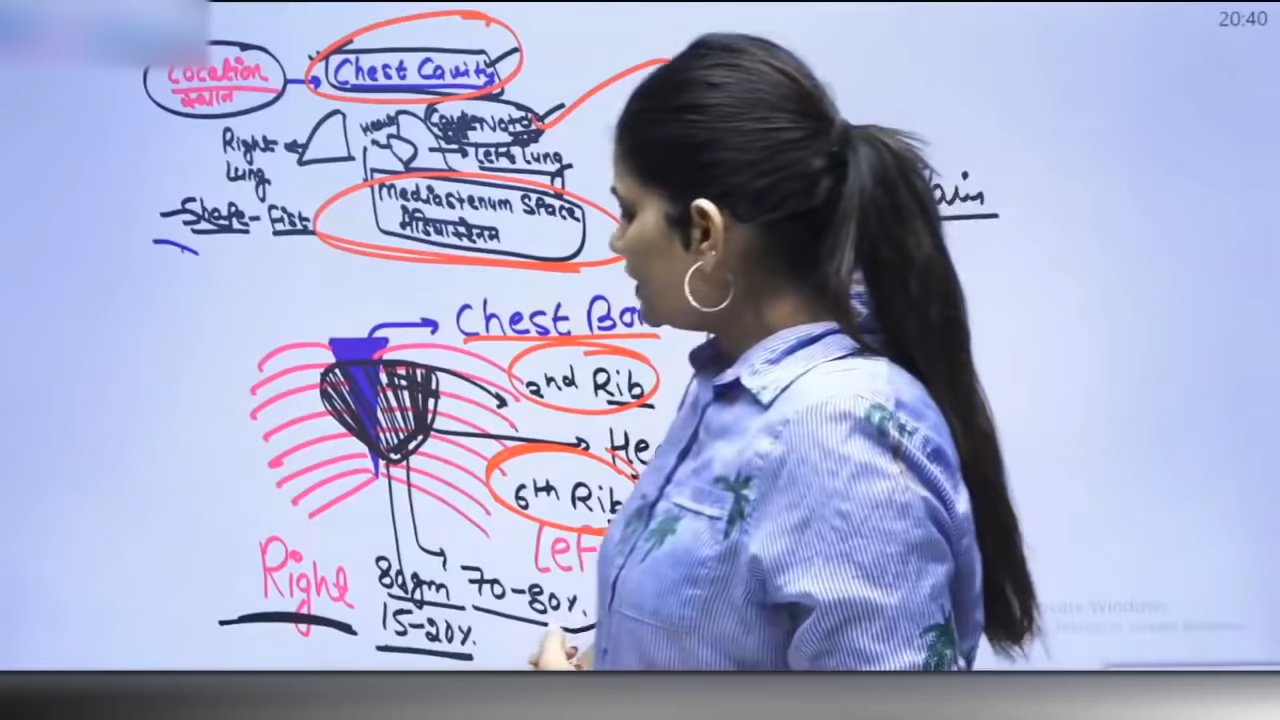 20:40
Location
स्थान
Chest Cavity
Heart
Right
Lung
Left Lung
Mediastenum Space
मैडियास्टेनम
Shape - Fist
Chest Bo
2nd Rib
He
6th Rib
Lef
Right
80gm
70-80%.
15-20%.